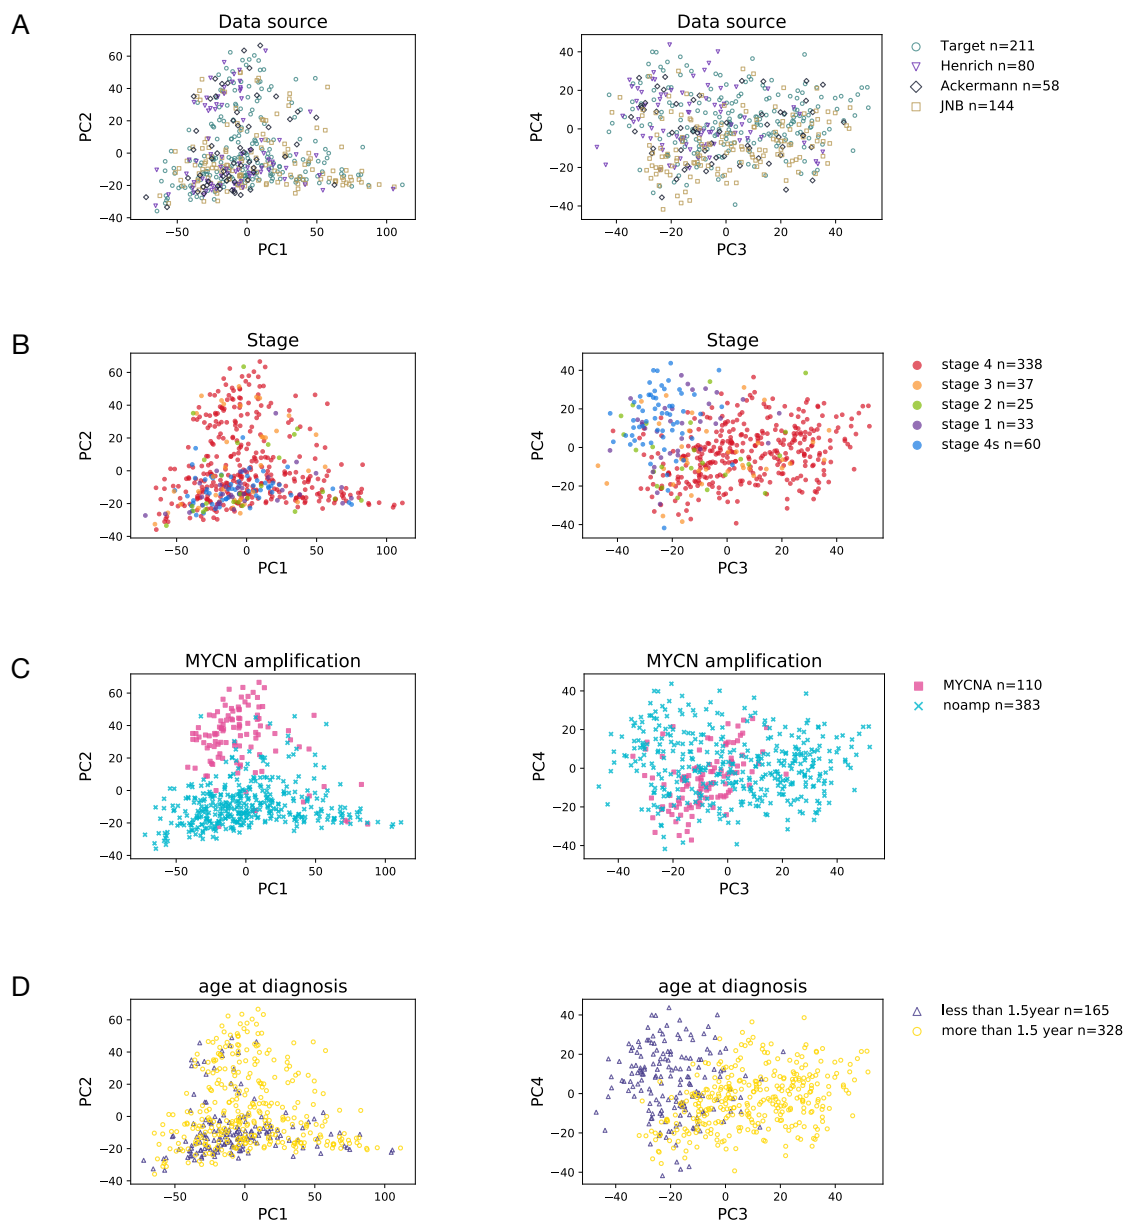 A
Data source
Data source
PC2
60
40
20
0
−20
−40
−50
0
50
100
PC1
PC4
40
20
0
−20
−40
−40
−20
0
20
40
PC3
Target n=211
Henrich n=80
Ackermann n=58
JNB n=144
B
Stage
Stage
PC2
60
40
20
0
−20
−40
−50
0
50
100
PC1
PC4
40
20
0
−20
−40
−40
−20
0
20
40
PC3
stage 4 n=338
stage 3 n=37
stage 2 n=25
stage 1 n=33
stage 4s n=60
C
MYCN amplification
MYCN amplification
PC2
60
40
20
0
−20
−40
−50
0
50
100
PC1
PC4
40
20
0
−20
−40
−40
−20
0
20
40
PC3
MYCNA n=110
noamp n=383
D
age at diagnosis
age at diagnosis
PC2
60
40
20
0
−20
−40
−50
0
50
100
PC1
PC4
40
20
0
−20
−40
−40
−20
0
20
40
PC3
less than 1.5year n=165
more than 1.5 year n=328